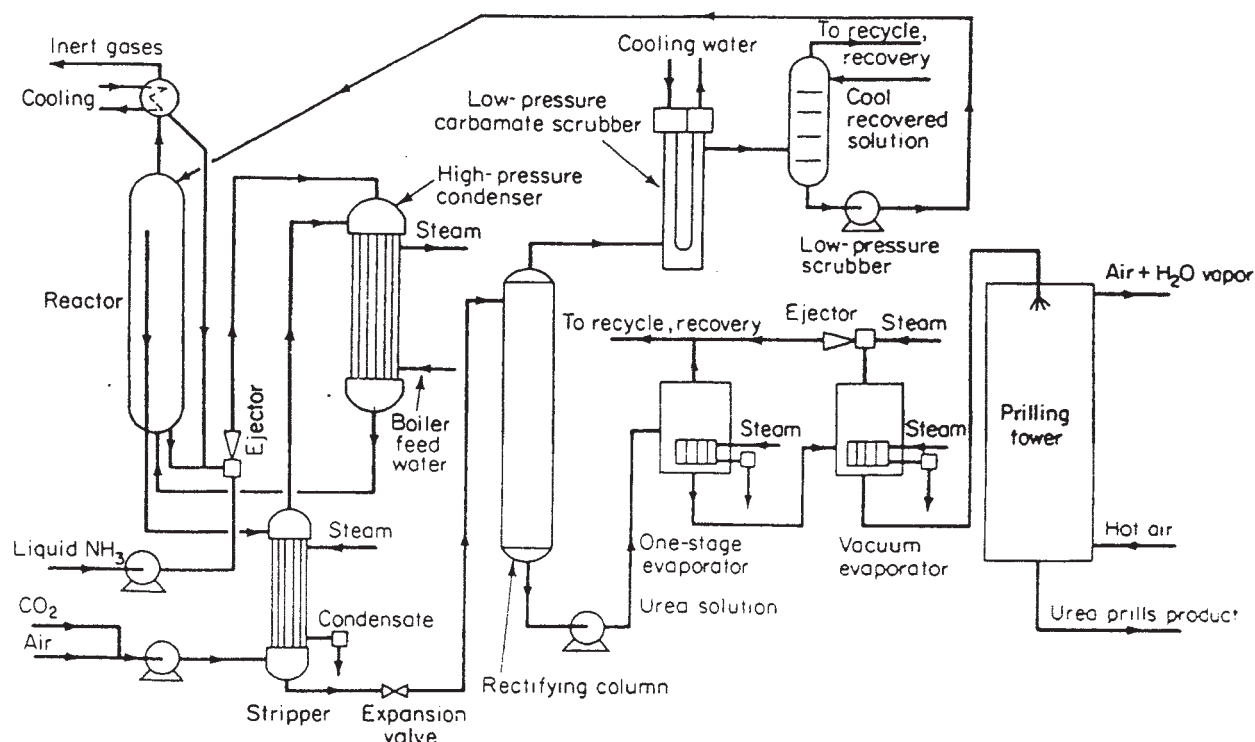 Inert gases
Cooling
Reactor
Liquid NH3
CO2
Air
Ejector
High-pressure
condenser
Steam
Boiler
feed
water
Steam
Condensate
Stripper
Expansion
valve
Cooling water
Low-pressure
carbamate scrubber
To recycle,
recovery
Cool
recovered
solution
Low-pressure
scrubber
To recycle, recovery
Ejector
Steam
Steam
Steam
One-stage
evaporator
Vacuum
evaporator
Urea solution
Rectifying column
Prilling
tower
Air + H2O vapor
Hot air
Urea prills product